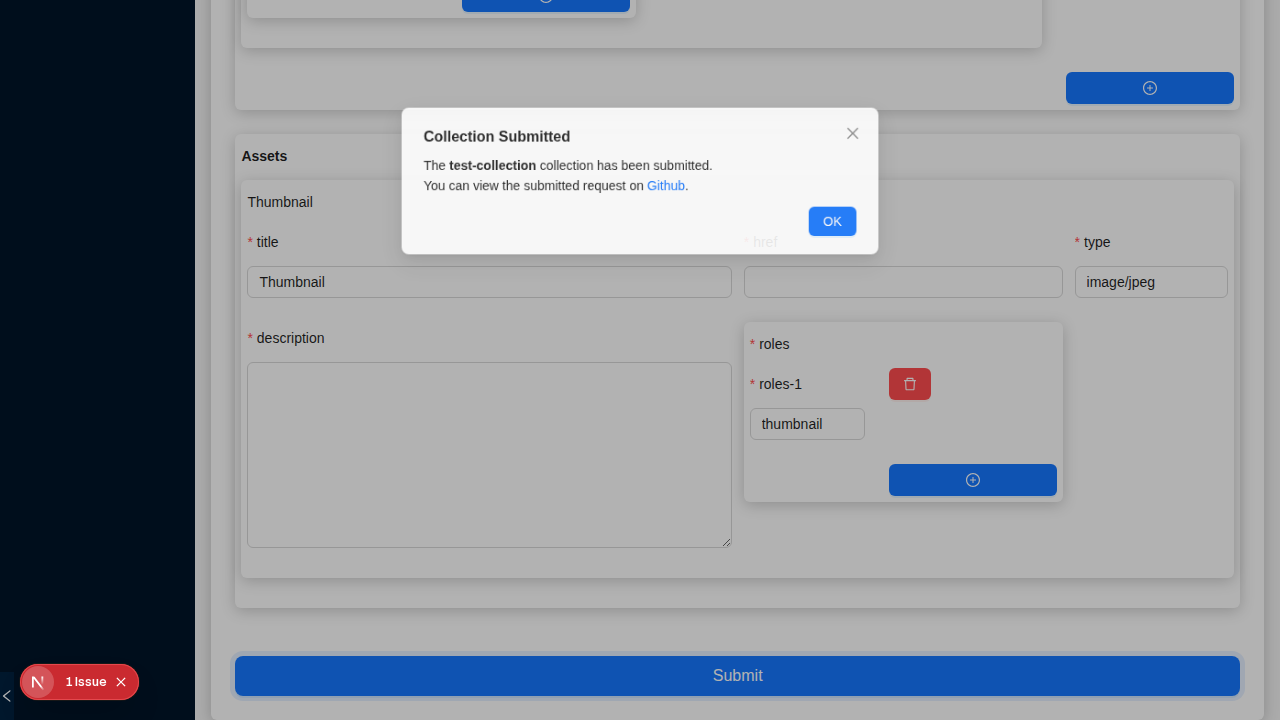 Collection Submitted
The test-collection collection has been submitted.
You can view the submitted request on Github.
OK
Assets
Thumbnail
* title
* href
* type
Thumbnail
image/jpeg
* description
* roles
* roles-1
thumbnail
Submit
N
1 Issue